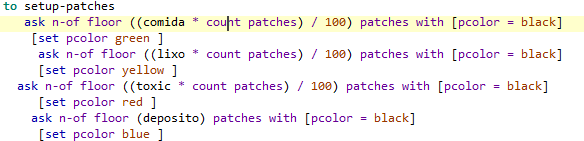 to setup-patches
ask n-of floor ((comida * count patches) / 100) patches with [pcolor = black]
[set pcolor green ]
ask n-of floor ((lixo * count patches) / 100) patches with [pcolor = black]
[set pcolor yellow ]
ask n-of floor ((toxic * count patches) / 100) patches with [pcolor = black]
[set pcolor red ]
ask n-of floor (deposito) patches with [pcolor = black]
[set pcolor blue ]